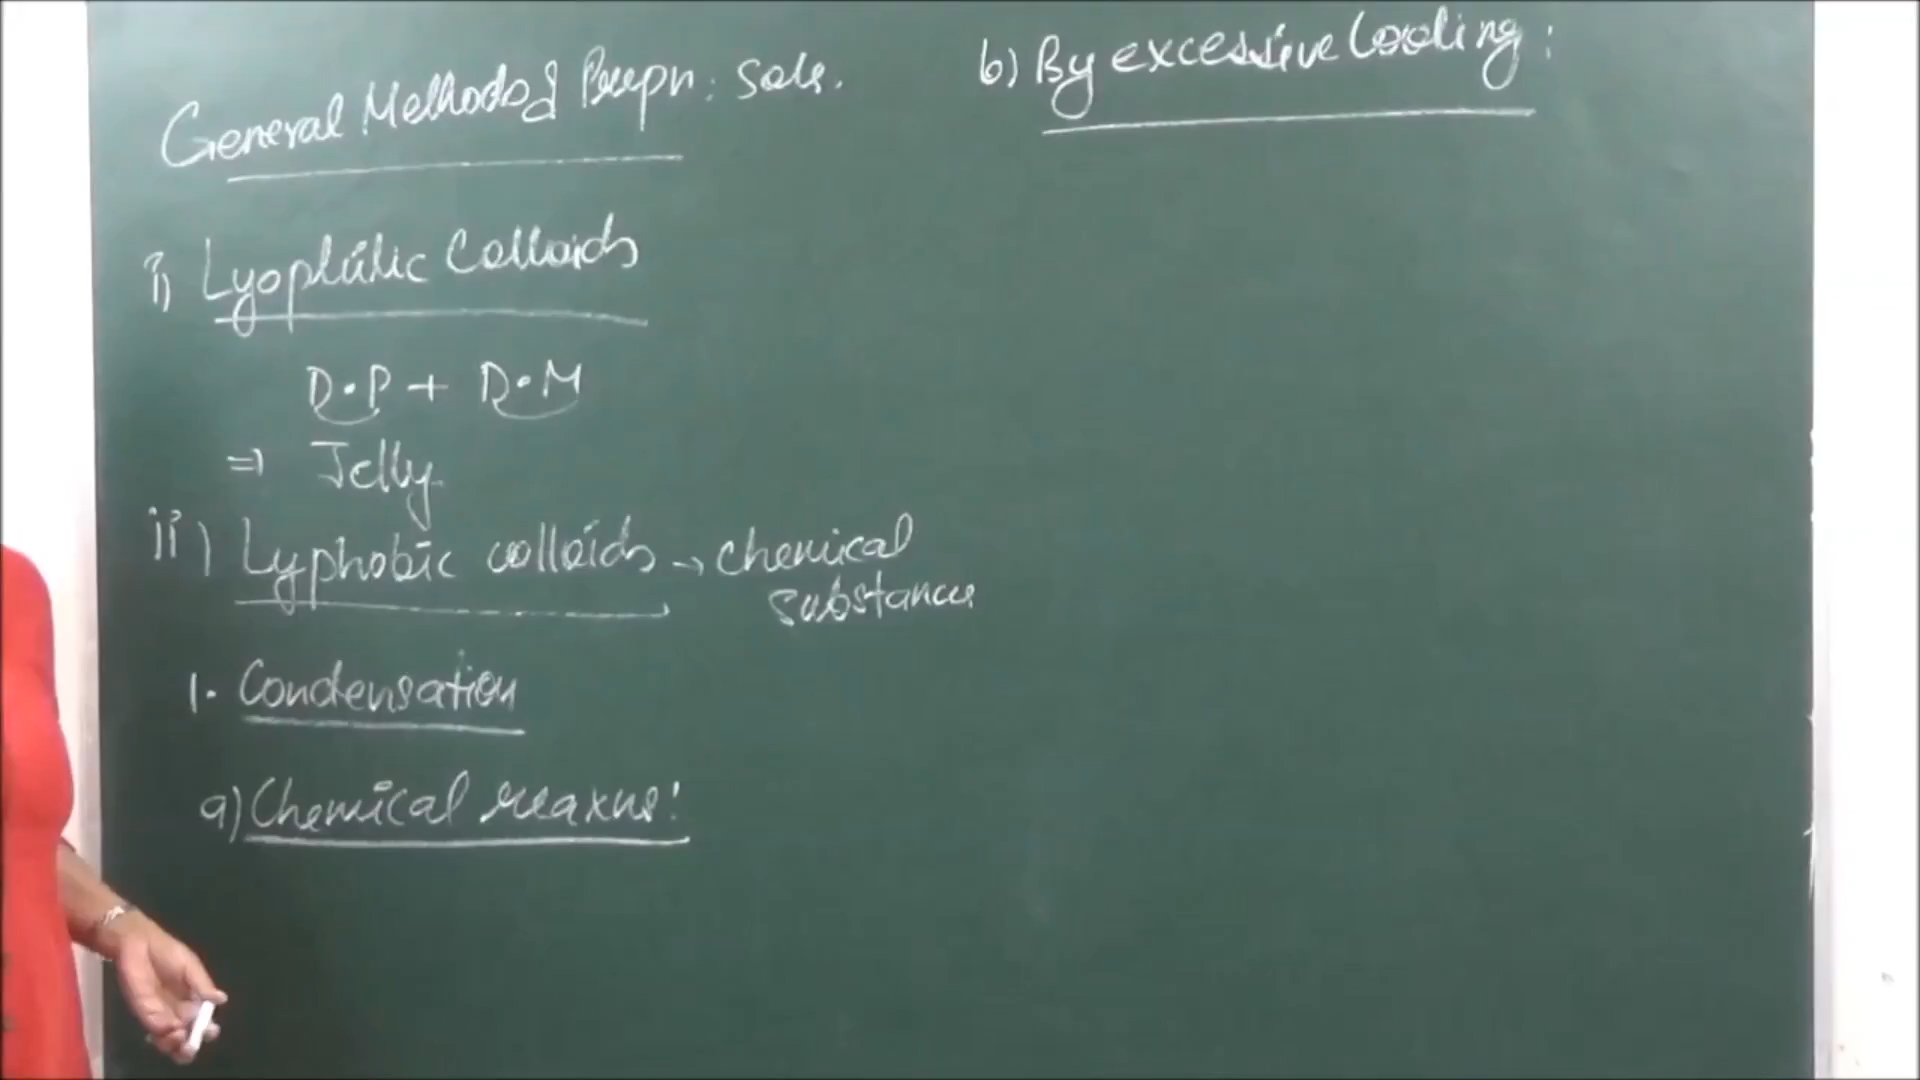 General Methods of Prepn: Sols.
i) Lyophilic Colloids
D.P + D.M
⇒ Jelly
ii) Lyphobic colloids → chemical
substances
1. Condensation
a) Chemical reaxns:
b) By excessive Cooling: